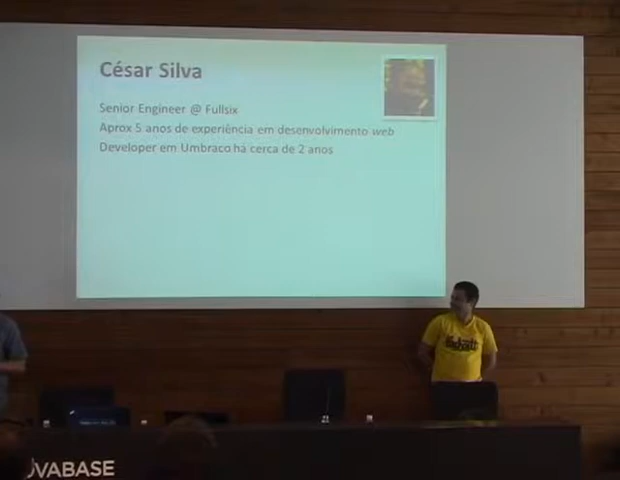 César Silva
Senior Engineer @ Fullsix
Aprox 5 anos de experiência em desenvolvimento web
Developer em Umbraco há cerca de 2 anos
OVABASE